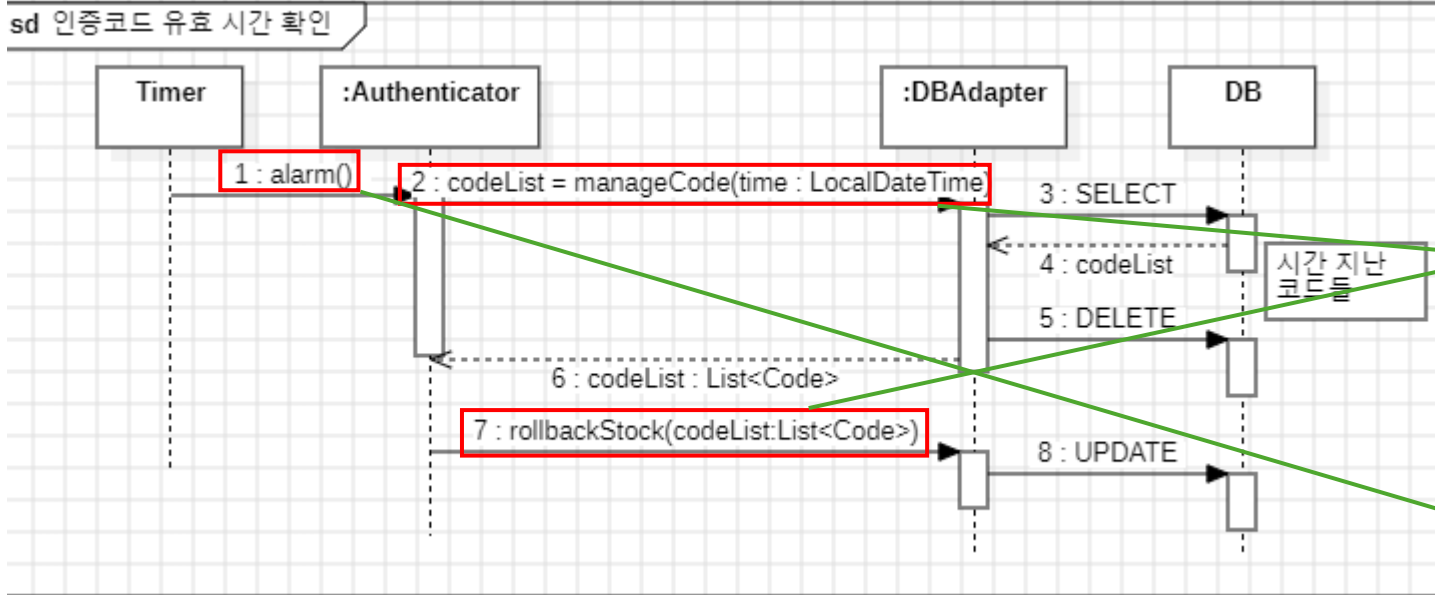 sd 인증코드 유효 시간 확인
Timer
:Authenticator
:DBAdapter
DB
1 : alarm()
2 : codeList = manageCode(time : LocalDateTime)
3 : SELECT
4 : codeList
시간 지난
코드들
5 : DELETE
6 : codeList : List<Code>
7 : rollbackStock(codeList:List<Code>)
8 : UPDATE